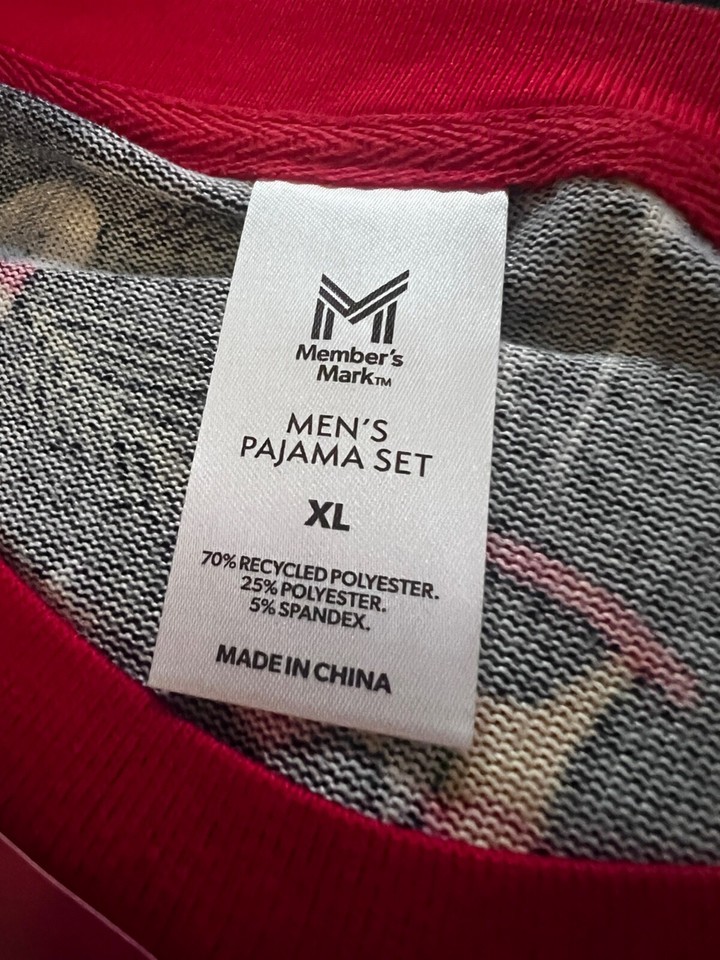 Member's
Mark™
MEN'S
PAJAMA SET
XL
70% RECYCLED POLYESTER.
25% POLYESTER.
5% SPANDEX.
MADE IN CHINA